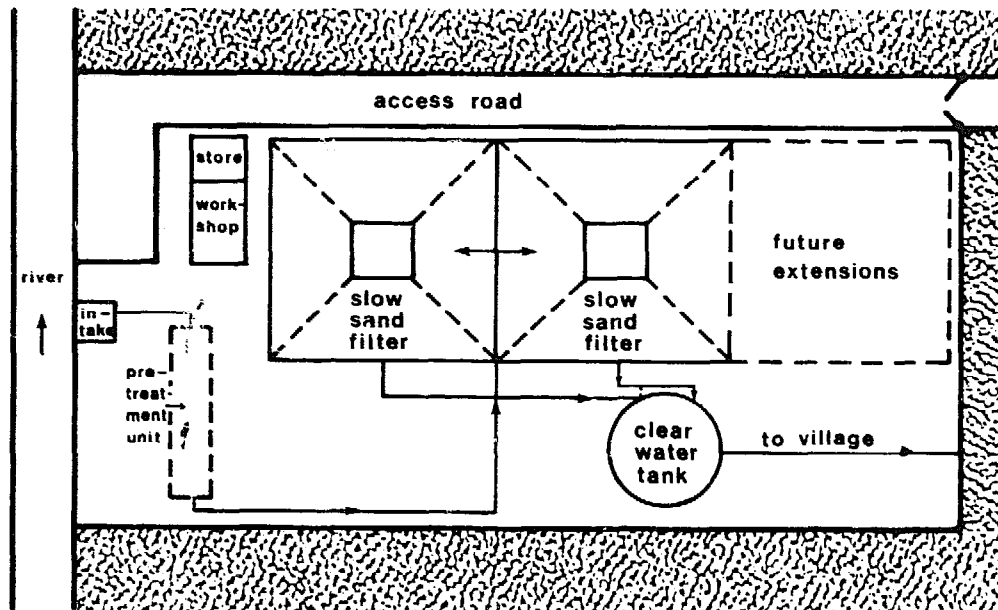 access road
store
work-
shop
river
in-
take
pre-
treat-
ment
unit
slow
sand
filter
slow
sand
filter
future
extensions
clear
water
tank
to village